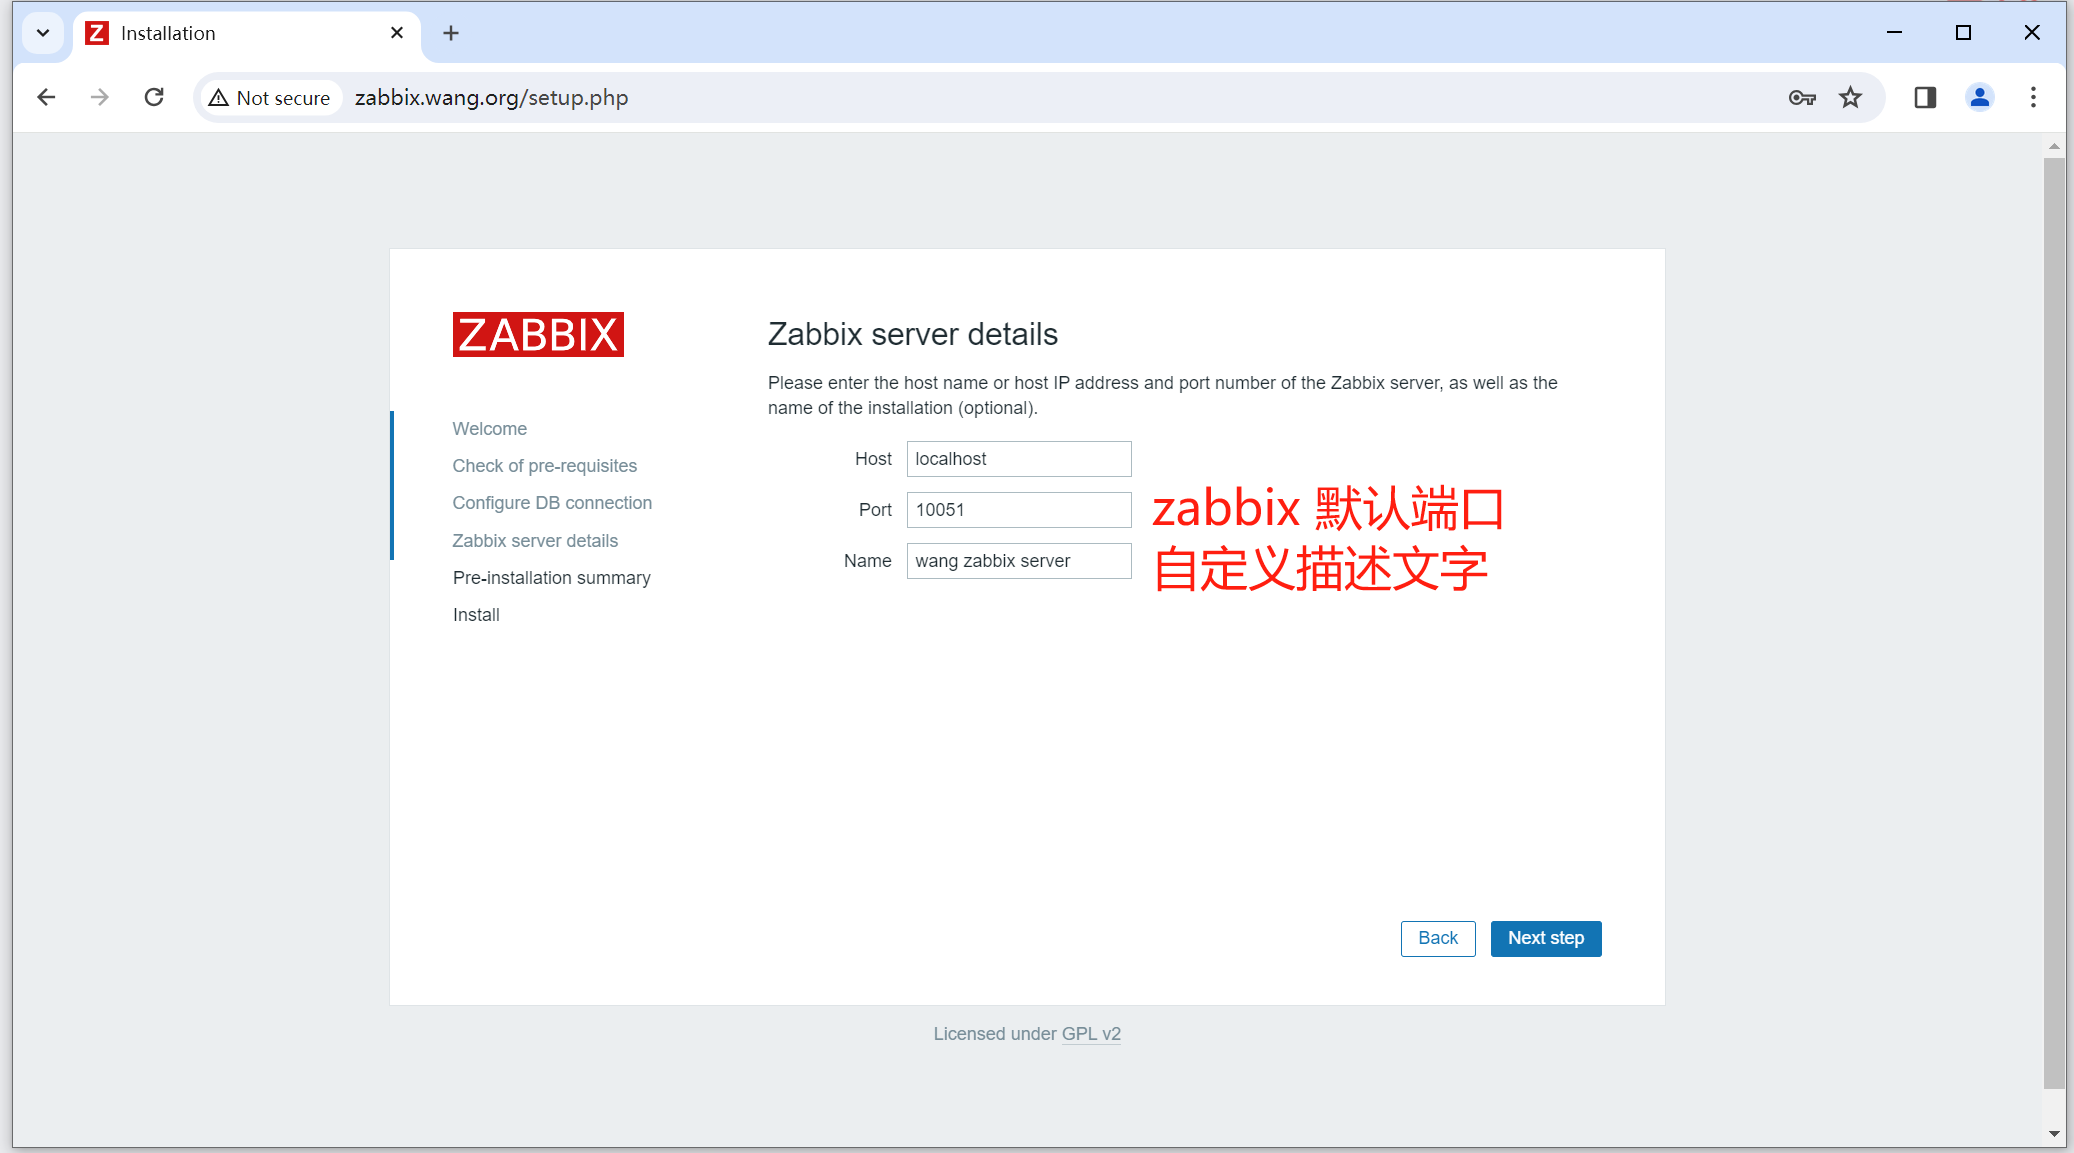 Installation
Not secure zabbix.wang.org/setup.php
ZABBIX
Welcome
Check of pre-requisites
Configure DB connection
Zabbix server details
Pre-installation summary
Install
Zabbix server details
Please enter the host name or host IP address and port number of the Zabbix server, as well as the
name of the installation (optional).
Host localhost
Port 10051 zabbix 默认端口
Name wang zabbix server 自定义描述文字
Back Next step
Licensed under GPL v2